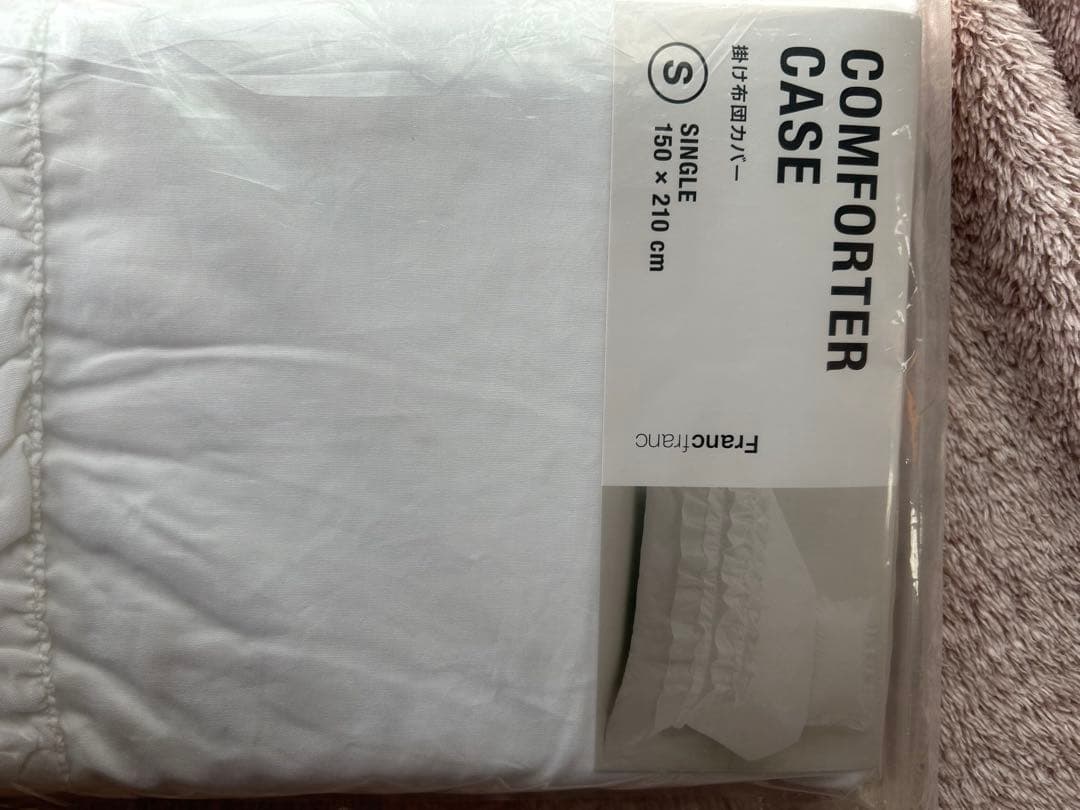 COMFORTER
CASE
掛け布団カバー
S
SINGLE
150 × 210 cm
Francfranc